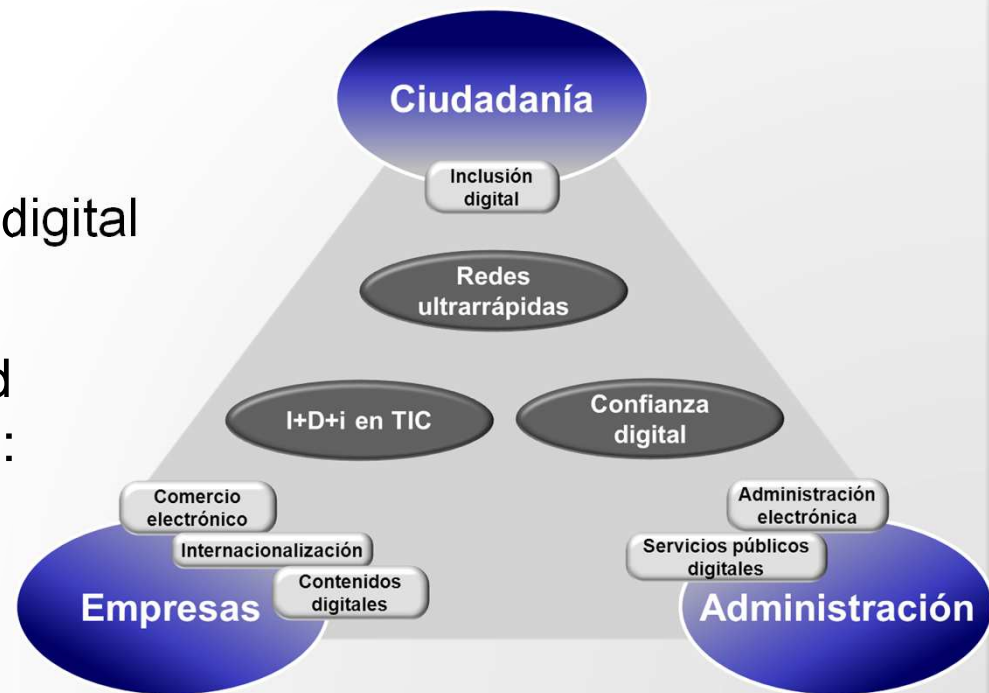 Ciudadanía
Inclusión
digital
digital
Redes
ultrarrápidas
d
:
I+D+i en TIC
Confianza
digital
Comercio
electrónico
Internacionalización
Contenidos
digitales
Empresas
Administración
electrónica
Servicios públicos
digitales
Administración